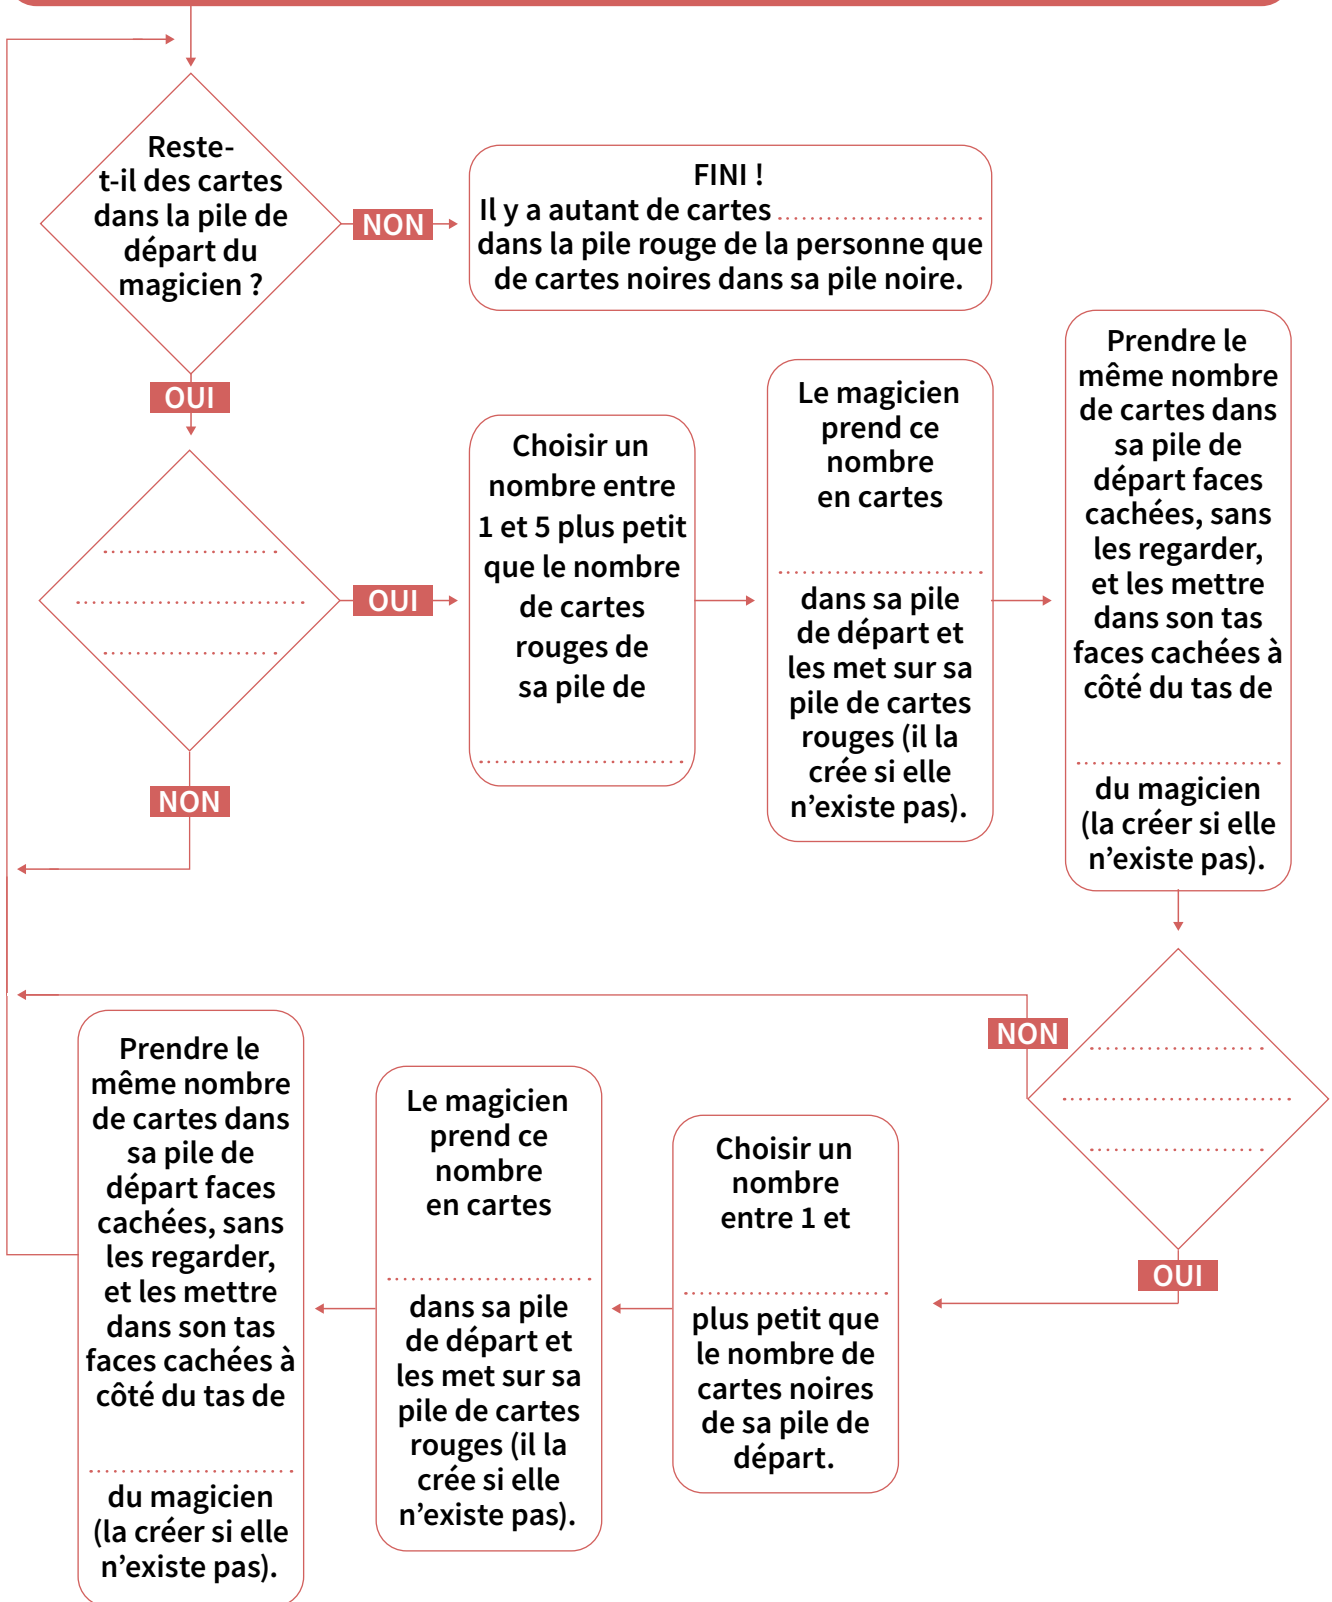 Reste-
t-il des cartes
dans la pile de
départ du
magicien ?
NON
FINI !
Il y a autant de cartes ........................
dans la pile rouge de la personne que
de cartes noires dans sa pile noire.
OUI
........................
........................
........................
OUI
Choisir un
nombre entre
1 et 5 plus petit
que le nombre
de cartes
rouges de
sa pile de
........................
Le magicien
prend ce
nombre
en cartes
........................
dans sa pile
de départ et
les met sur sa
pile de cartes
rouges (il la
crée si elle
n'existe pas).
Prendre le
même nombre
de cartes dans
sa pile de
départ faces
cachées, sans
les regarder,
et les mettre
dans son tas
faces cachées à
côté du tas de
........................
du magicien
(la créer si elle
n’existe pas).
NON
NON
........................
........................
........................
OUI
Choisir un
nombre
entre 1 et
........................
plus petit que
le nombre de
cartes noires
de sa pile de
départ.
Le magicien
prend ce
nombre
en cartes
........................
dans sa pile
de départ et
les met sur sa
pile de cartes
rouges (il la
crée si elle
n'existe pas).
Prendre le
même nombre
de cartes dans
sa pile de
départ faces
cachées, sans
les regarder,
et les mettre
dans son tas
faces cachées à
côté du tas de
........................
du magicien
(la créer si elle
n’existe pas).